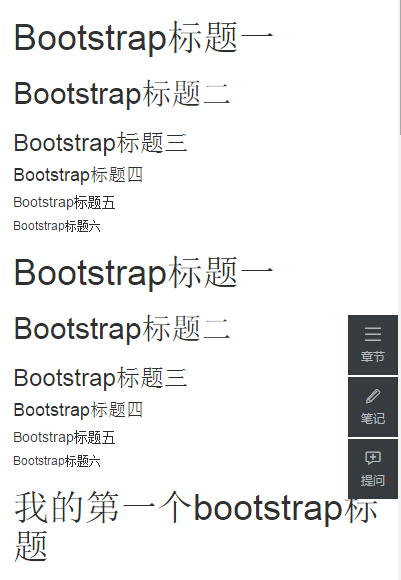 Bootstrap标题一
Bootstrap标题二
Bootstrap标题三
Bootstrap标题四
Bootstrap标题五
Bootstrap标题六
Bootstrap标题一
Bootstrap标题二
Bootstrap标题三
Bootstrap标题四
Bootstrap标题五
Bootstrap标题六
章节
笔记
提问
我的第一个bootstrap标
题